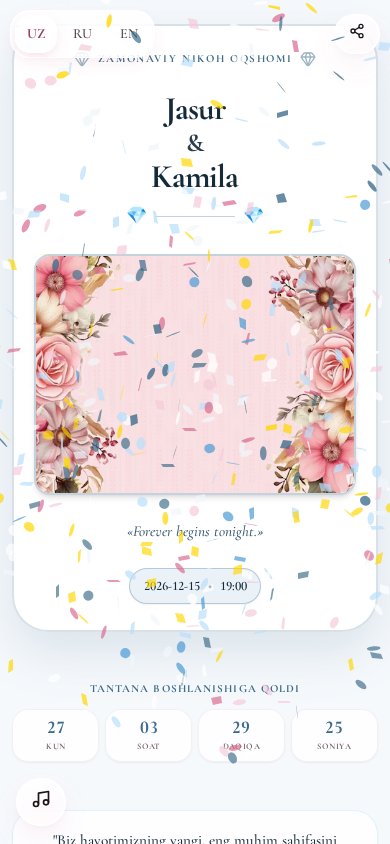 UZ RU EN
ZAMONAVIY NIKOH OQSHOMI
Jasur
&
Kamila
«Forever begins tonight.»
2026-12-15 • 19:00
TANTANA BOSHLANISHIGA QOLDI
27 03 29 25
KUN SOAT DAQIQA SONIYA
"Biz hayotimizning yangi, eng muhim sahifasini